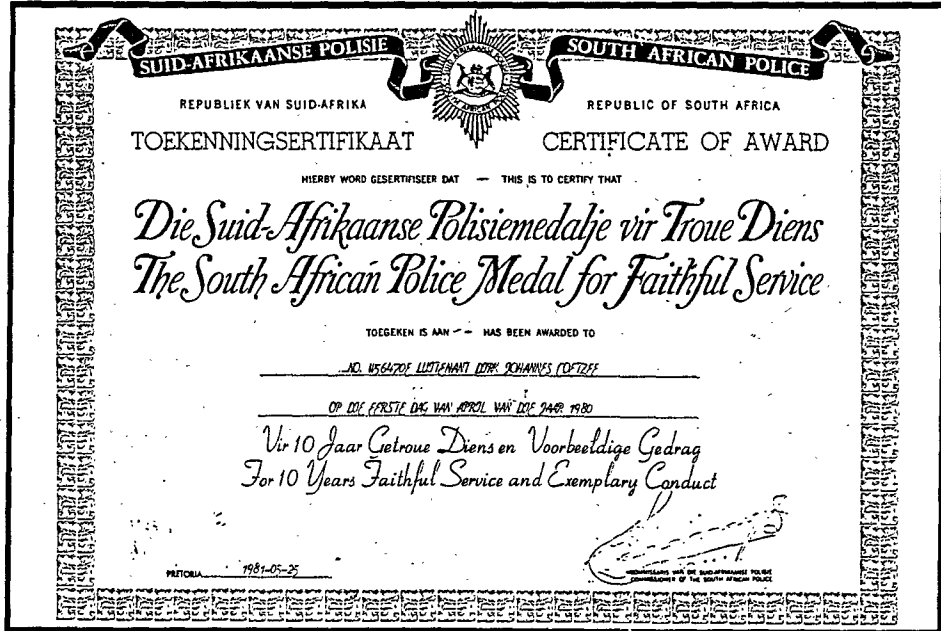 SUID-AFRIKAANSE POLISIE
SOUTH AFRICAN POLICE
REPUBLIEK VAN SUID-AFRIKA
REPUBLIC OF SOUTH AFRICA
TOEKENNINGSERTIFIKAAT
CERTIFICATE OF AWARD
HIERBY WORD GESERTIFISEER DAT — THIS IS TO CERTIFY THAT
Die Suid-Afrikaanse Polisiemedalje vir Troue Diens
The South African Police Medal for Faithful Service
TOEGEKEN IS AAN — HAS BEEN AWARDED TO
NO. LUITENANT DIRK JOHANNES COETZEE
OP DIE EERSTE DAG VAN APRIL VAN DIE JAAR 1980
Vir 10 Jaar Getroue Diens en Voorbeeldige Gedrag
For 10 Years Faithful Service and Exemplary Conduct
PRETORIA 1981-05-25
KOMMISSARIS VAN DIE SUID-AFRIKAANSE POLISIE
COMMISSIONER OF THE SOUTH AFRICAN POLICE